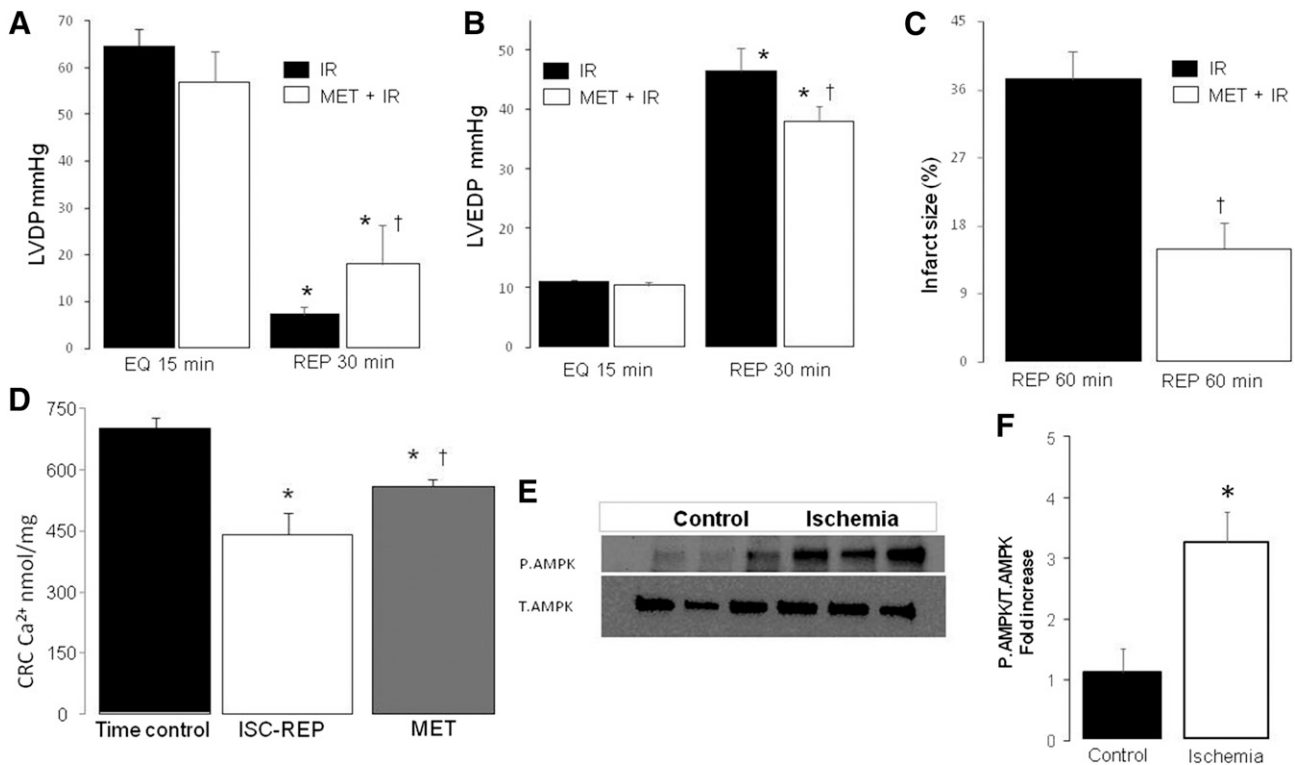 A
70
60
50
40
30
20
10
0
LVDP mmHg
IR
MET + IR
*
* †
EQ 15 min
REP 30 min
B
50
40
30
20
10
0
LVEDP mmHg
IR
MET + IR
*
* †
EQ 15 min
REP 30 min
C
45
36
27
18
9
0
Infarct size (%)
IR
MET + IR
†
REP 60 min
REP 60 min
D
750
600
450
300
150
0
CRC Ca²⁺ nmol/mg
*
* †
Time control
ISC-REP
MET
E
Control
Ischemia
P.AMPK
T.AMPK
F
5
4
3
2
1
0
P.AMPK/T.AMPK
Fold increase
*
Control
Ischemia